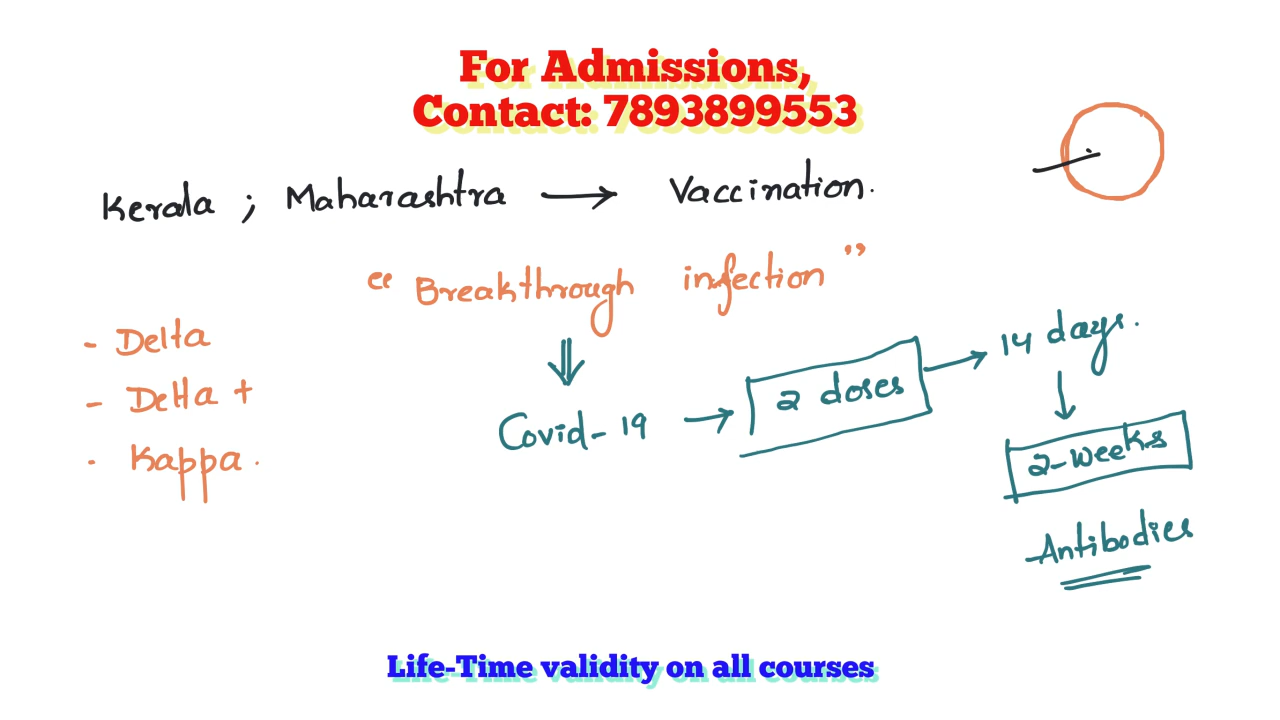 For Admissions,
Contact: 7893899553
Kerala ; Maharashtra → Vaccination.
“ Breakthrough infection ”
- Delta
- Delta +
- Kappa.
Covid-19 → 2 doses → 14 days.
2-weeks
Antibodies
Life-Time validity on all courses